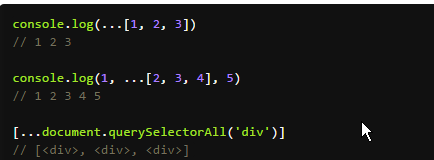 console.log(...[1, 2, 3])
// 1 2 3
console.log(1, ...[2, 3, 4], 5)
// 1 2 3 4 5
[...document.querySelectorAll('div')]
// [<div>, <div>, <div>]